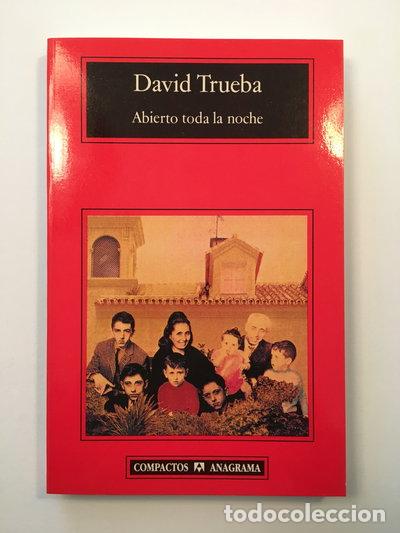 David Trueba
Abierto toda la noche
COMPACTOS ANAGRAMA
todocoleccion